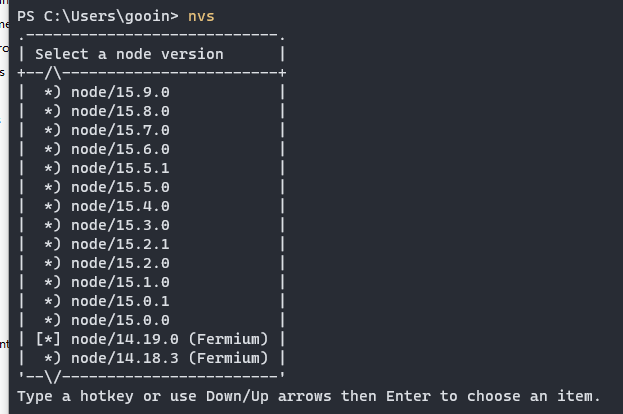 PS C:\Users\gooin> nvs
.----------------------------.
| Select a node version      |
+--/\------------------------+
|  *) node/15.9.0            |
|  *) node/15.8.0            |
|  *) node/15.7.0            |
|  *) node/15.6.0            |
|  *) node/15.5.1            |
|  *) node/15.5.0            |
|  *) node/15.4.0            |
|  *) node/15.3.0            |
|  *) node/15.2.1            |
|  *) node/15.2.0            |
|  *) node/15.1.0            |
|  *) node/15.0.1            |
|  *) node/15.0.0            |
| [*] node/14.19.0 (Fermium) |
|  *) node/14.18.3 (Fermium) |
'--\/------------------------'
Type a hotkey or use Down/Up arrows then Enter to choose an item.